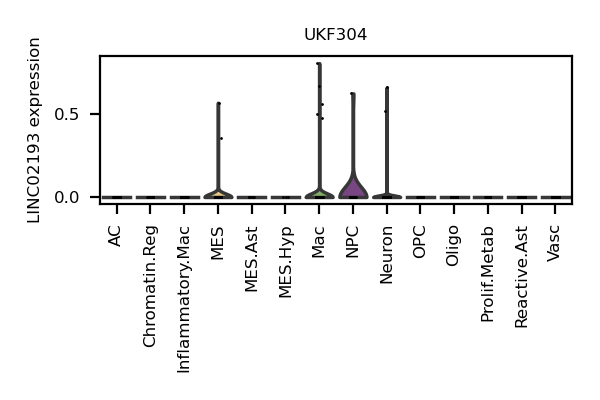 UKF304
LINC02193 expression
0.5
0.0
AC
Chromatin.Reg
Inflammatory.Mac
MES
MES.Ast
MES.Hyp
Mac
NPC
Neuron
OPC
Oligo
Prolif.Metab
Reactive.Ast
Vasc